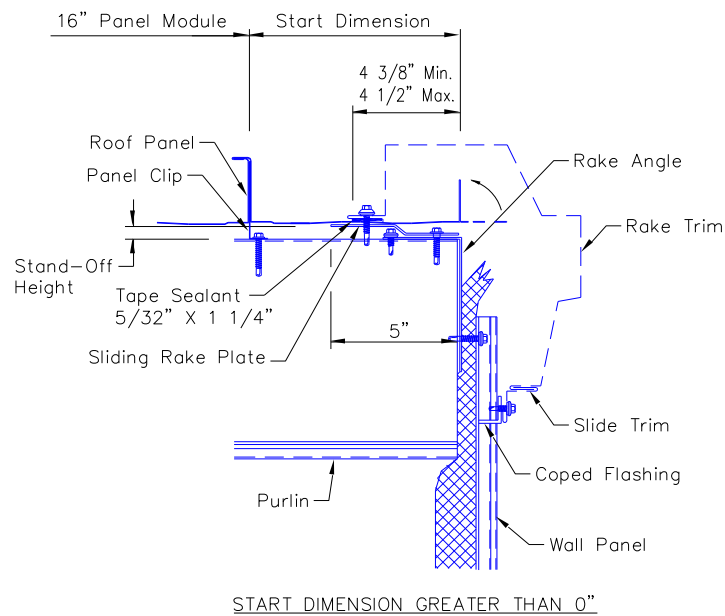 16" Panel Module
Start Dimension
4 3/8" Min.
4 1/2" Max.
Roof Panel
Panel Clip
Rake Angle
Rake Trim
Stand-Off
Height
Tape Sealant
5/32" X 1 1/4"
Sliding Rake Plate
5"
Slide Trim
Coped Flashing
Purlin
Wall Panel
START DIMENSION GREATER THAN 0"